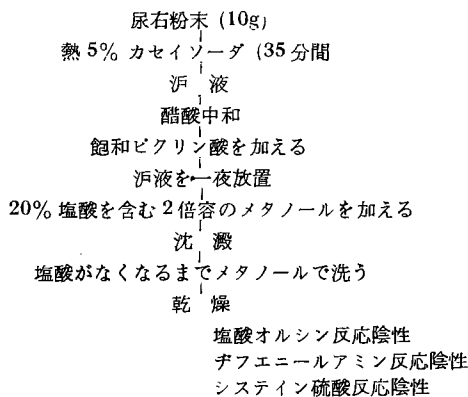 尿右粉末 (10g)
熱5% カセイソーダ (35分間
沪液
醋酸中和
飽和ピクリン酸を加える
沪液を一夜放置
20%塩酸を含む2倍容のメタノールを加える
沈澱
塩酸がなくなるまでメタノールで洗う
乾燥
塩酸オルシン反応陰性
ヂフエニールアミン反応陰性
システイン硫酸反応陰性